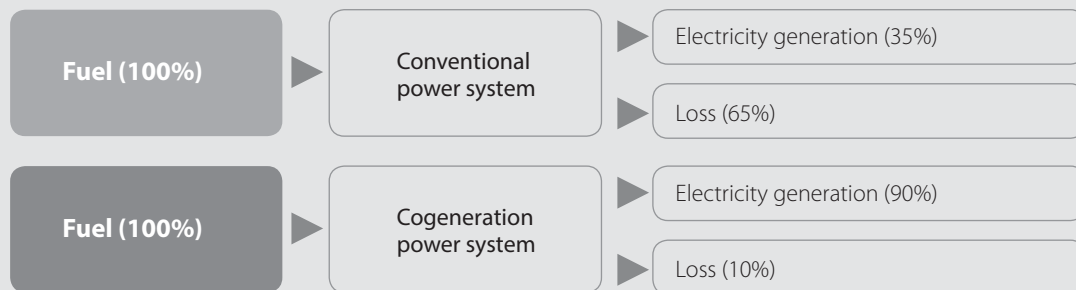 Fuel (100%)
Conventional
power system
Electricity generation (35%)
Loss (65%)
Fuel (100%)
Cogeneration
power system
Electricity generation (90%)
Loss (10%)